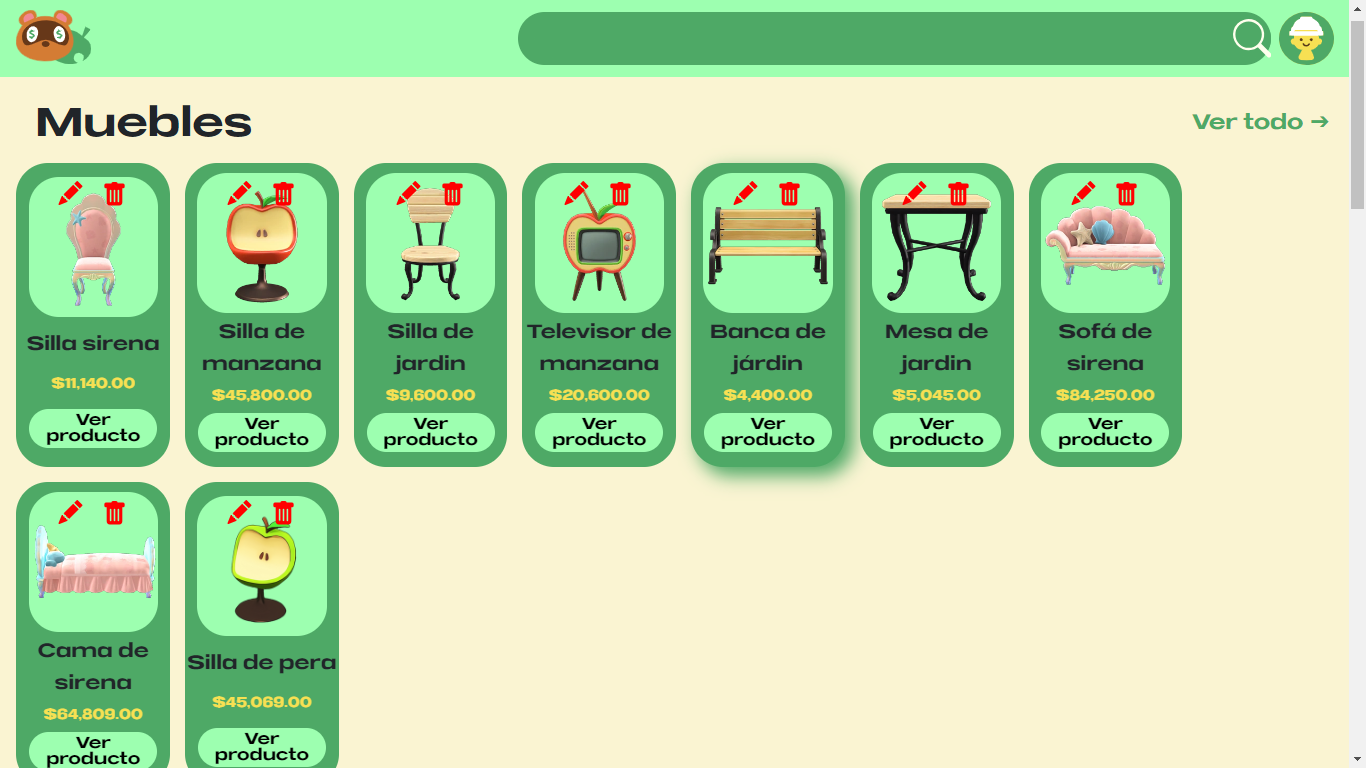 $ $
Muebles
Ver todo →
Silla sirena
$11,140.00
Ver
producto
Silla de
manzana
$45,800.00
Ver
producto
Silla de
jardin
$9,600.00
Ver
producto
Televisor de
manzana
$20,600.00
Ver
producto
Banca de
járdin
$4,400.00
Ver
producto
Mesa de
jardin
$5,045.00
Ver
producto
Sofá de
sirena
$84,250.00
Ver
producto
Cama de
sirena
$64,809.00
Ver
producto
Silla de pera
$45,069.00
Ver
producto